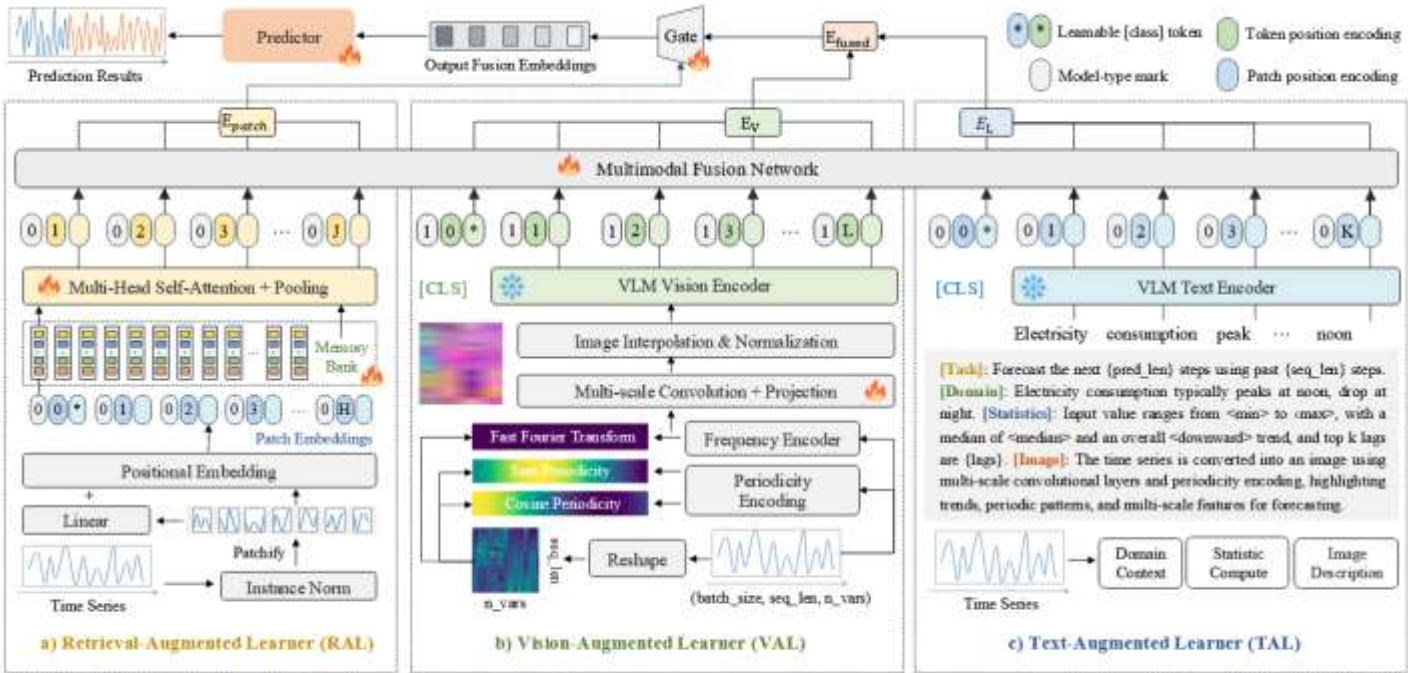 Prediction Results
Predictor
Output Fusion Embeddings
Gate
E_fused
* * Learnable [class] token
Token position encoding
Model-type mark
Patch position encoding
E_patch
E_V
E_L
Multimodal Fusion Network
0 1 0 2 0 3 ... 0 J
1 0 * 1 1 1 2 1 3 ... 1 L
0 0 * 0 1 0 2 0 3 ... 0 K
Multi-Head Self-Attention + Pooling
Memory
Bank
0 0 * 0 1 0 2 0 3 ... 0 H
Patch Embeddings
Positional Embedding
+
Linear
Patchify
Time Series
Instance Norm
a) Retrieval-Augmented Learner (RAL)
[CLS]
VLM Vision Encoder
Image Interpolation & Normalization
Multi-scale Convolution + Projection
Fast Fourier Transform
Frequency Encoder
Periodicity
Cosine Periodicity
Periodicity
Encoding
seq_len
n_vars
Reshape
(batch_size, seq_len, n_vars)
b) Vision-Augmented Learner (VAL)
[CLS]
VLM Text Encoder
Electricity consumption peak ... noon
[Task]: Forecast the next {pred_len} steps using past {seq_len} steps.
[Domain]: Electricity consumption typically peaks at noon, drop at
night. [Statistics]: Input value ranges from <min> to <max>, with a
median of <median> and an overall <downward> trend, and top k lags
are {lags}. [Image]: The time series is converted into an image using
multi-scale convolutional layers and periodicity encoding, highlighting
trends, periodic patterns, and multi-scale features for forecasting.
Time Series
Domain
Context
Statistic
Compute
Image
Description
c) Text-Augmented Learner (TAL)